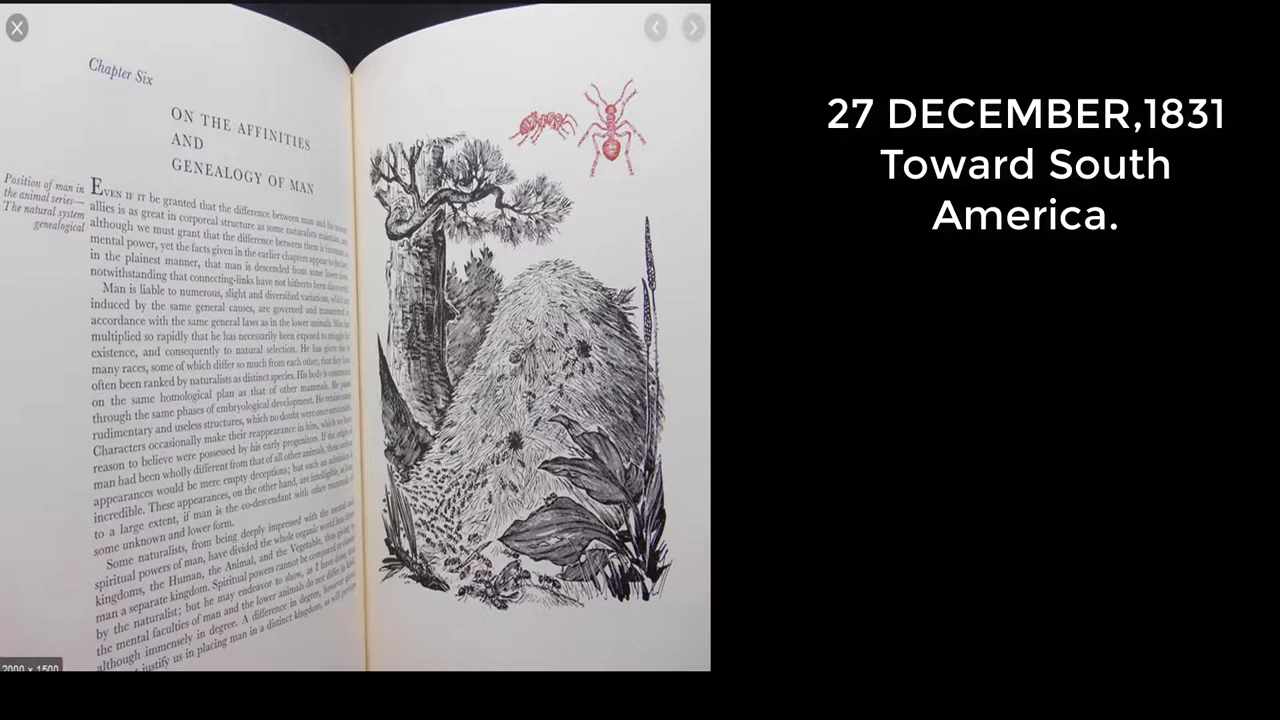 Chapter Six
ON THE AFFINITIES
AND
GENEALOGY OF MAN
Position of man in
the animal series—
The natural system
genealogical
EVEN IF IT be granted that the difference between man and his nearest
allies is as great in corporeal structure as some naturalists maintain, and
although we must grant that the difference between them is immense in
mental power, yet the facts given in the earlier chapters appear to declare,
in the plainest manner, that man is descended from some lower form,
notwithstanding that connecting-links have not hitherto been discovered.
Man is liable to numerous, slight and diversified variations, which are
induced by the same general causes, are governed and transmitted in
accordance with the same general laws as in the lower animals. Man has
multiplied so rapidly that he has necessarily been exposed to struggle for
existence, and consequently to natural selection. He has given rise to
many races, some of which differ so much from each other, that they have
often been ranked by naturalists as distinct species. His body is constructed
on the same homological plan as that of other mammals. He passes
through the same phases of embryological development. He retains many
rudimentary and useless structures, which no doubt were once serviceable.
Characters occasionally make their reappearance in him, which we have
reason to believe were possessed by his early progenitors. If the origin of
man had been wholly different from that of all other animals, these various
appearances would be mere empty deceptions; but such an admission is
incredible. These appearances, on the other hand, are intelligible, at least
to a large extent, if man is the co-descendant with other mammals of
some unknown and lower form.
Some naturalists, from being deeply impressed with the mental and
spiritual powers of man, have divided the whole organic world into three
kingdoms, the Human, the Animal, and the Vegetable, thus giving to
man a separate kingdom. Spiritual powers cannot be compared or classed
by the naturalist; but he may endeavor to show, as I have done, that
the mental faculties of man and the lower animals do not differ in kind,
although immensely in degree. A difference in degree, however great,
justify us in placing man in a distinct kingdom, as will perhaps
2000 x 1500
27 DECEMBER,1831
Toward South
America.